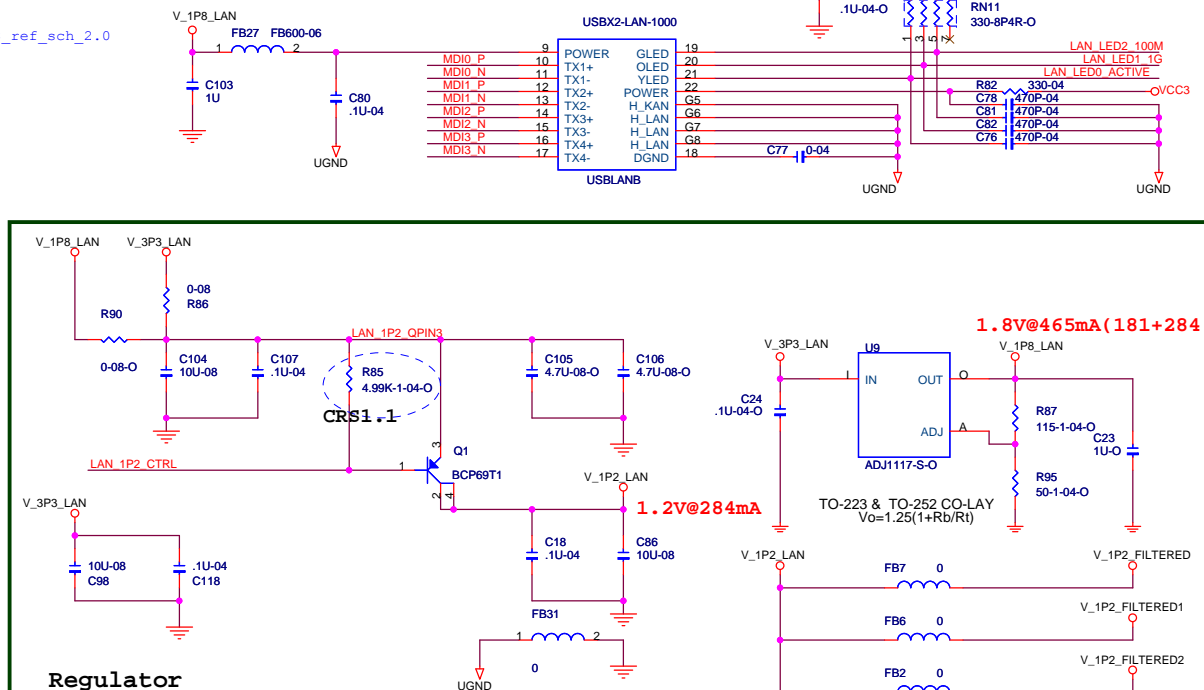 _ref_sch_2.0
V_1P8_LAN
FB27 FB600-06
1 2
C103
1U
C80
.1U-04
UGND
USBX2-LAN-1000
MDI0_P 9 POWER GLED 19
MDI0_N 10 TX1+ OLED 20
MDI1_P 11 TX1- YLED 21
MDI1_N 12 TX2+ POWER 22
MDI2_P 13 TX2- H_KAN G5
MDI2_N 14 TX3+ H_LAN G6
MDI3_P 15 TX3- H_LAN G7
MDI3_N 16 TX4+ H_LAN G8
17 TX4- DGND 18
USBLANB
C77 0-04
UGND
.1U-04-O
RN11
330-8P4R-O
1 3 5 7
LAN_LED2_100M
LAN_LED1_1G
LAN_LED0_ACTIVE
R82 330-04
VCC3
C78 470P-04
C81 470P-04
C82 470P-04
C76 470P-04
UGND
V_1P8_LAN V_3P3_LAN
0-08
R86
R90
0-08-O
LAN_1P2_QPIN3
C104
10U-08
C107
.1U-04
R85
4.99K-1-04-O
CRS1.1
C105
4.7U-08-O
C106
4.7U-08-O
LAN_1P2_CTRL
1
3
2 4
Q1
BCP69T1
V_1P2_LAN
1.2V@284mA
V_3P3_LAN
10U-08
C98
.1U-04
C118
C18
.1U-04
C86
10U-08
FB31
1 2
0
UGND
Regulator
1.8V@465mA(181+284
V_3P3_LAN
U9
V_1P8_LAN
I IN OUT O
ADJ A
ADJ1117-S-O
C24
.1U-04-O
R87
115-1-04-O
C23
1U-O
R95
50-1-04-O
TO-223 & TO-252 CO-LAY
Vo=1.25(1+Rb/Rt)
V_1P2_LAN
V_1P2_FILTERED
FB7 0
V_1P2_FILTERED1
FB6 0
V_1P2_FILTERED2
FB2 0